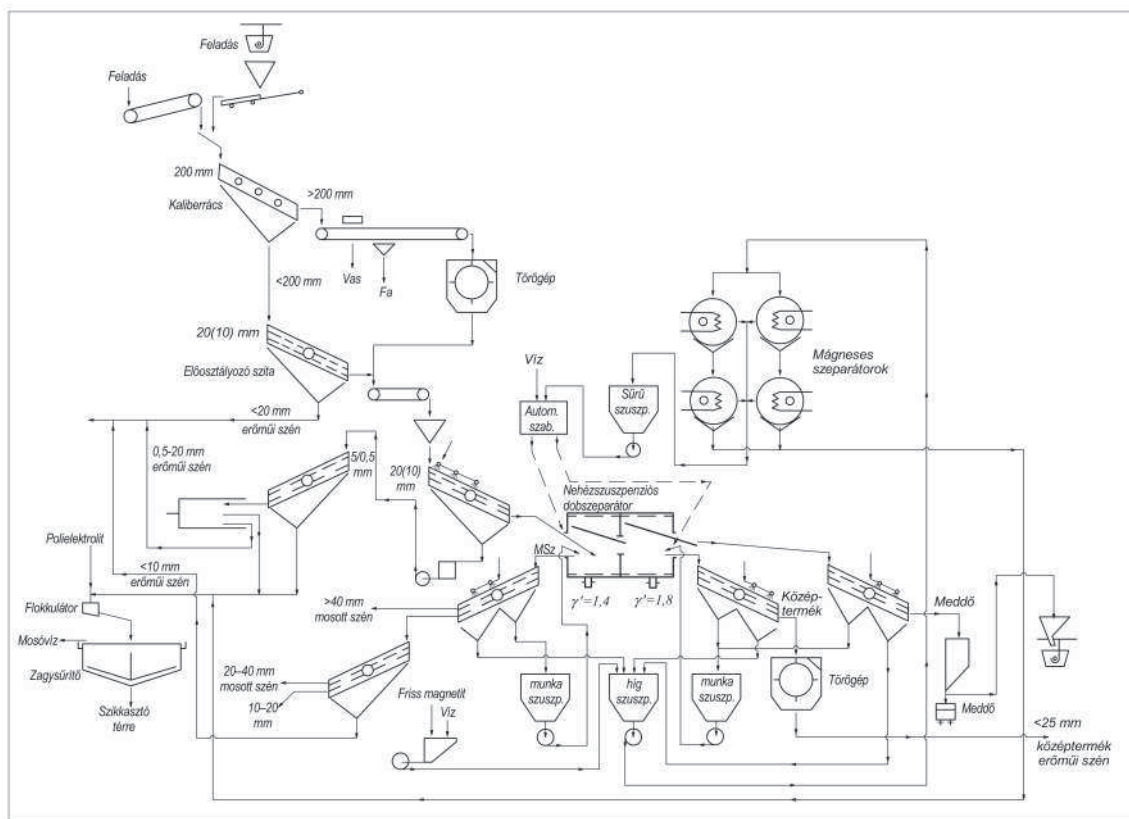 Feladás
Feladás
200 mm
>200 mm
Kaliberrács
Vas
Fa
Törőgép
<200 mm
20(10) mm
Előosztályozó szita
<20 mm
erőműi szén
0,5-20 mm
erőműi szén
5/0,5
mm
20(10)
mm
Víz
Autom.
szab.
Sűrű
szuszp.
Mágneses
szeparátorok
Nehézszuszpenziós
dobszeparátor
MSz
γ'=1,4
γ'=1,8
Polielektrolit
<10 mm
erőműi szén
Flokkulátor
Mosóvíz
Zagysűrítő
Szikkasztó
térre
>40 mm
mosott szén
20–40 mm
mosott szén
10–20
mm
Friss magnetit
Víz
munka
szuszp.
híg
szuszp.
munka
szuszp.
Közép-
termék
Törőgép
Meddő
Meddő
<25 mm
középtermék
erőműi szén